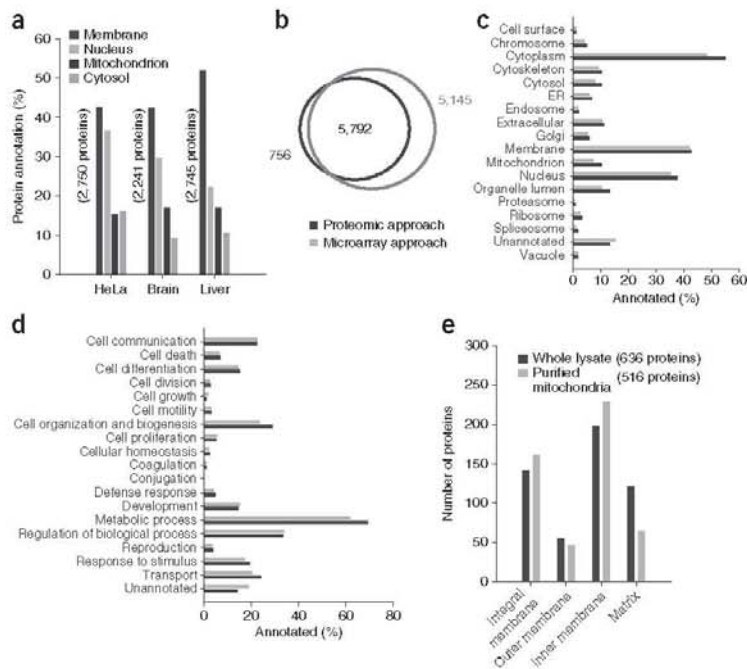 a
Membrane
Nucleus
Mitochondrion
Cytosol
Protein annotation (%)
60
50
40
30
20
10
0
(2,750 proteins)
(2,241 proteins)
(2,745 proteins)
HeLa Brain Liver
b
5,145
5,792
756
Proteomic approach
Microarray approach
c
Cell surface
Chromosome
Cytoplasm
Cytoskeleton
Cytosol
ER
Endosome
Extracellular
Golgi
Membrane
Mitochondrion
Nucleus
Organelle lumen
Proteasome
Ribosome
Spliceosome
Unannotated
Vacuole
0 10 20 30 40 50 60
Annotated (%)
d
Cell communication
Cell death
Cell differentiation
Cell division
Cell growth
Cell motility
Cell organization and biogenesis
Cell proliferation
Cellular homeostasis
Coagulation
Conjugation
Defense response
Development
Metabolic process
Regulation of biological process
Reproduction
Response to stimulus
Transport
Unannotated
0 20 40 60 80
Annotated (%)
e
300
250
200
150
100
50
0
Number of proteins
Whole lysate (636 proteins)
Purified mitochondria (516 proteins)
Integral membrane
Outer membrane
Inner membrane
Matrix